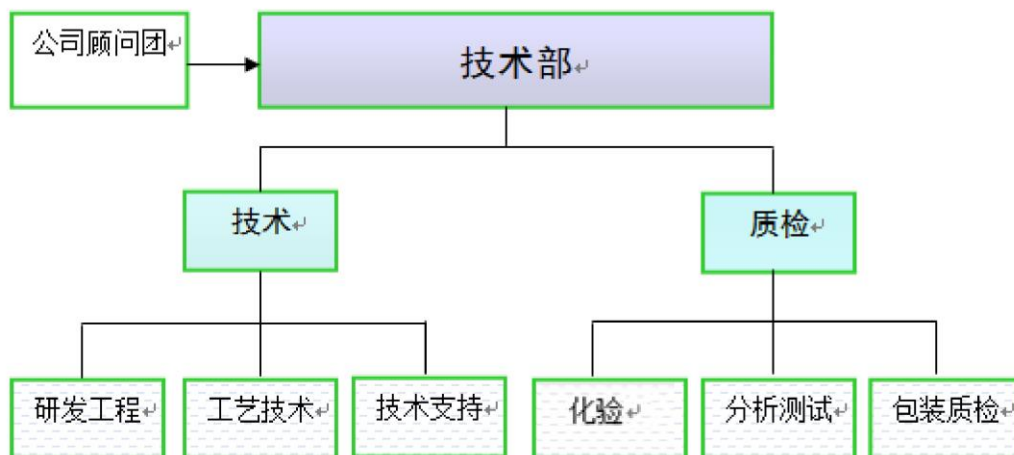 公司顾问团
技术部
技术
质检
研发工程
工艺技术
技术支持
化验
分析测试
包装质检